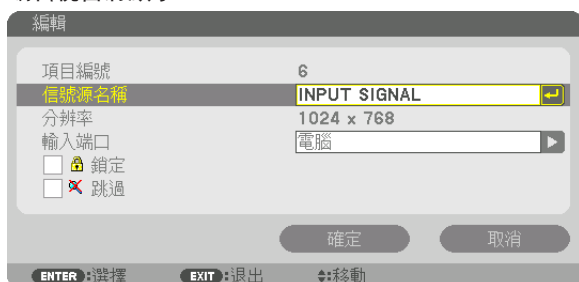 編輯
項目編號 6
信號源名稱 INPUT SIGNAL
分辨率 1024 x 768
輸入端口 電腦
鎖定
跳過
確定 取消
ENTER :選擇 EXIT :退出 :移動